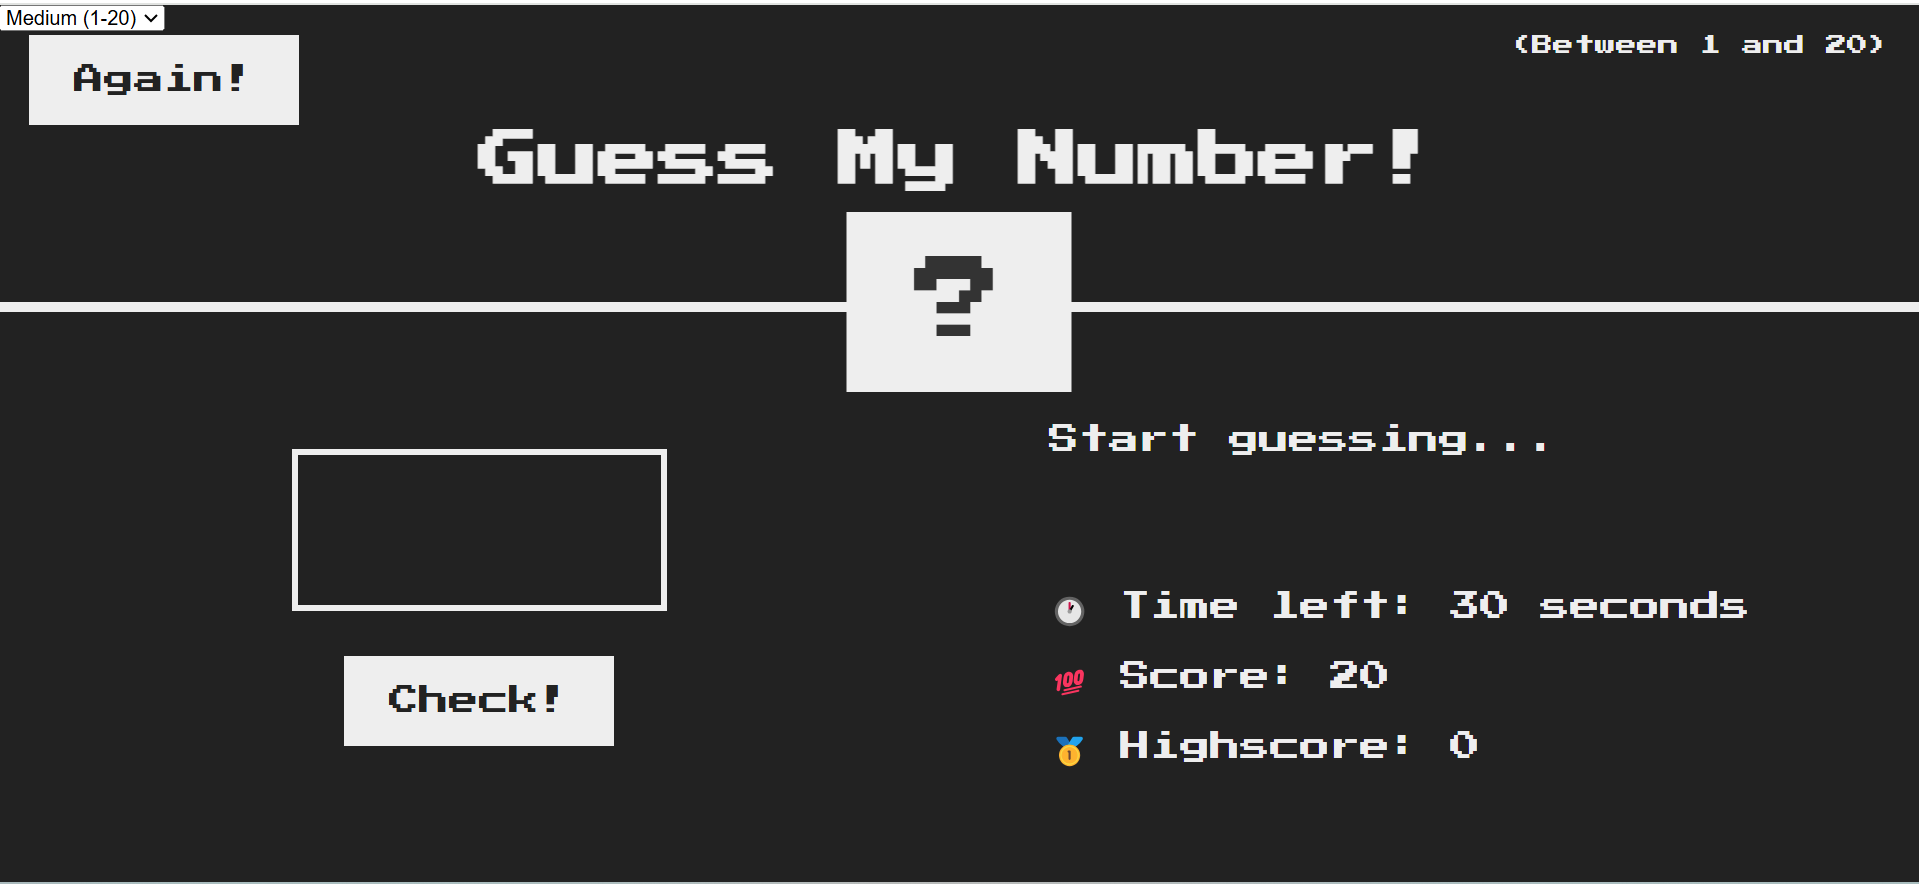 Medium (1-20)
Again!
(Between 1 and 20)
Guess My Number!
?
Start guessing...
Check!
🕐 Time left: 30 seconds
💯 Score: 20
🥇 Highscore: 0